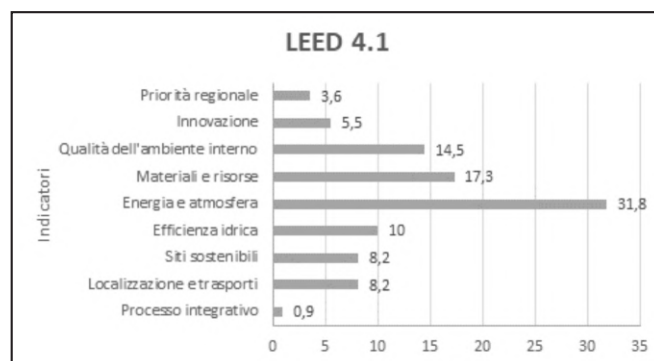 LEED 4.1
Indicatori
Priorità regionale 3,6
Innovazione 5,5
Qualità dell'ambiente interno 14,5
Materiali e risorse 17,3
Energia e atmosfera 31,8
Efficienza idrica 10
Siti sostenibili 8,2
Localizzazione e trasporti 8,2
Processo integrativo 0,9
0 5 10 15 20 25 30 35